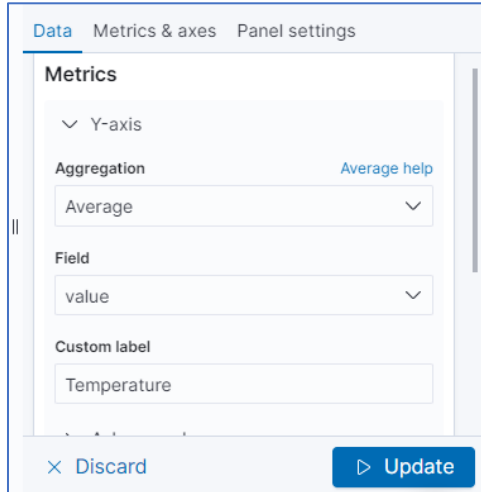 Data Metrics & axes Panel settings
Metrics
Y-axis
Aggregation Average help
Average
Field
value
Custom label
Temperature
Discard Update